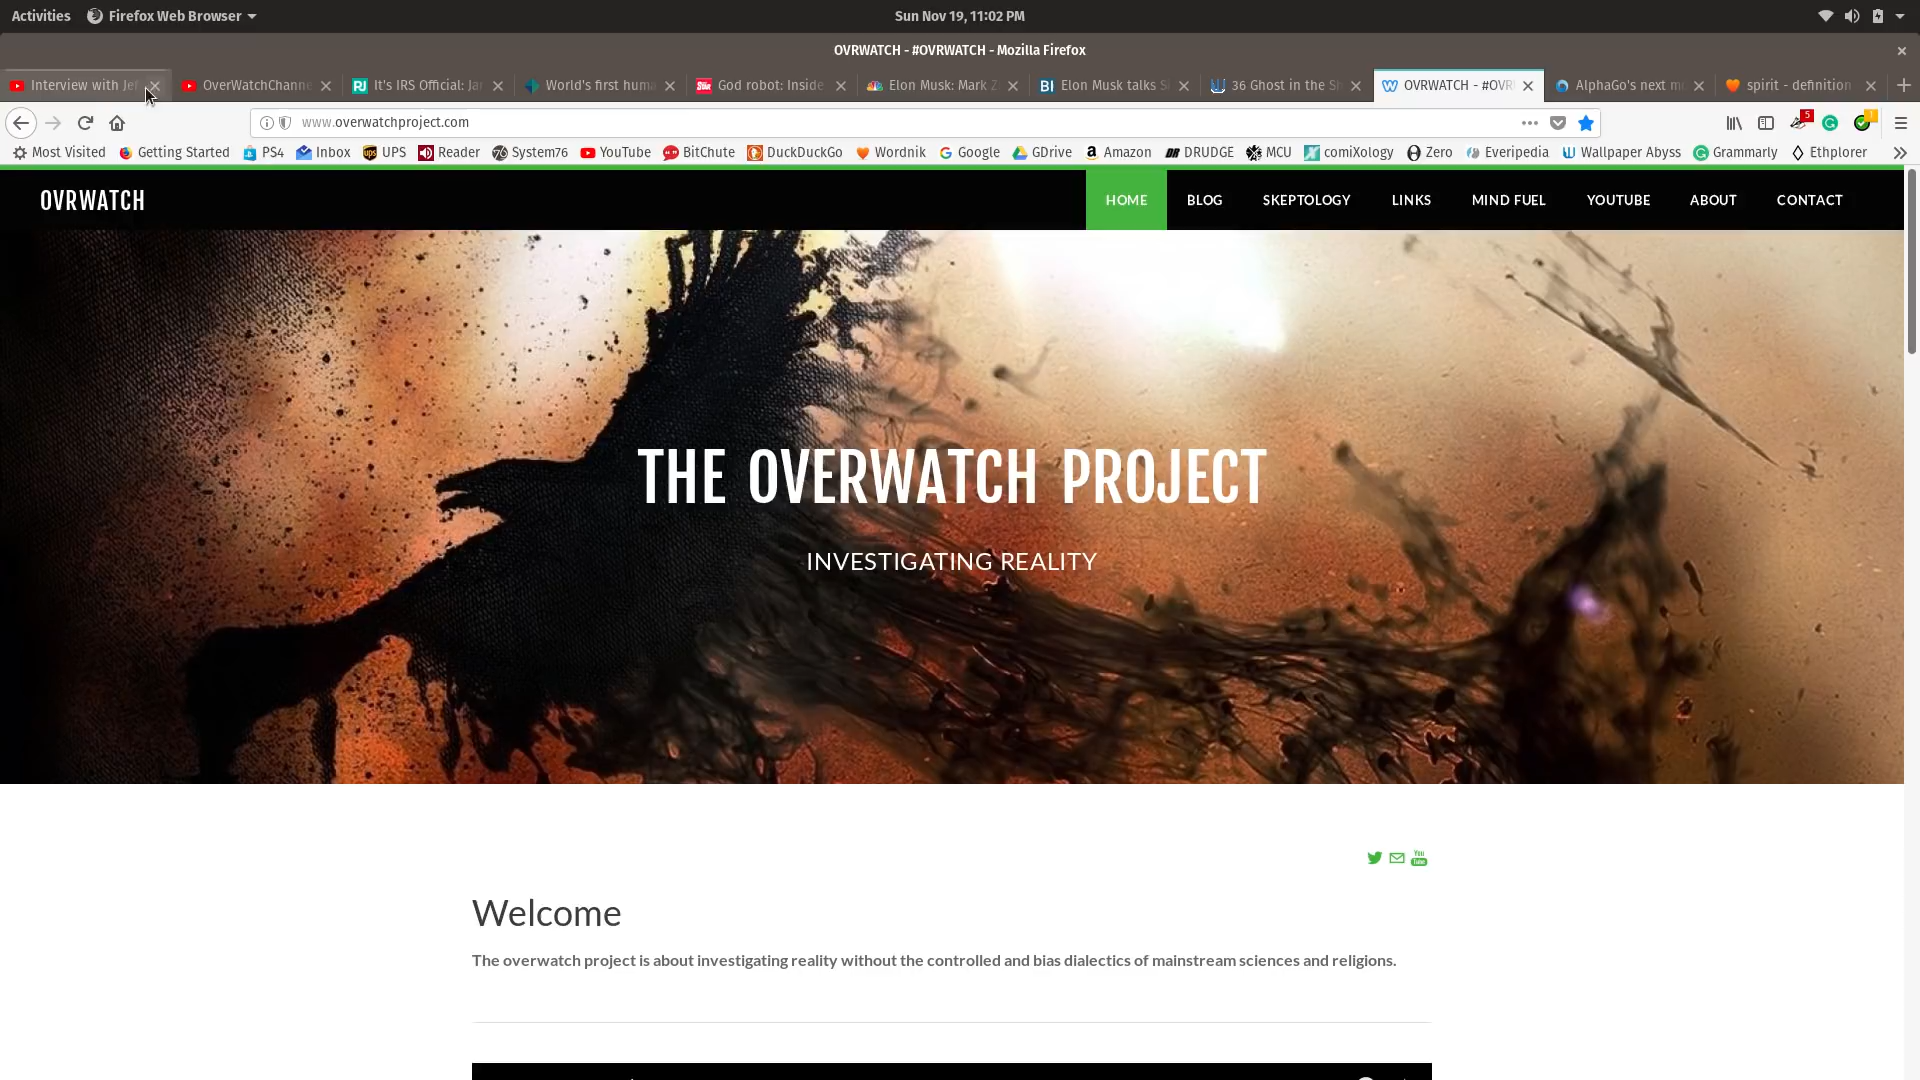 Activities Firefox Web Browser Sun Nov 19, 11:02 PM
OVRWATCH - #OVRWATCH - Mozilla Firefox
Interview with Jef OverWatchChanne It's IRS Official: Jar World's first huma God robot: Inside Elon Musk: Mark Z Elon Musk talks Si 36 Ghost in the Sh OVRWATCH - #OVR AlphaGo's next m spirit - definition
www.overwatchproject.com 5
Most Visited Getting Started PS4 Inbox UPS Reader System76 YouTube BitChute DuckDuckGo Wordnik Google GDrive Amazon DRUDGE MCU comiXology Zero Everipedia Wallpaper Abyss Grammarly Ethplorer
OVRWATCH HOME BLOG SKEPTOLOGY LINKS MIND FUEL YOUTUBE ABOUT CONTACT
THE OVERWATCH PROJECT
INVESTIGATING REALITY
Welcome
The overwatch project is about investigating reality without the controlled and bias dialectics of mainstream sciences and religions.